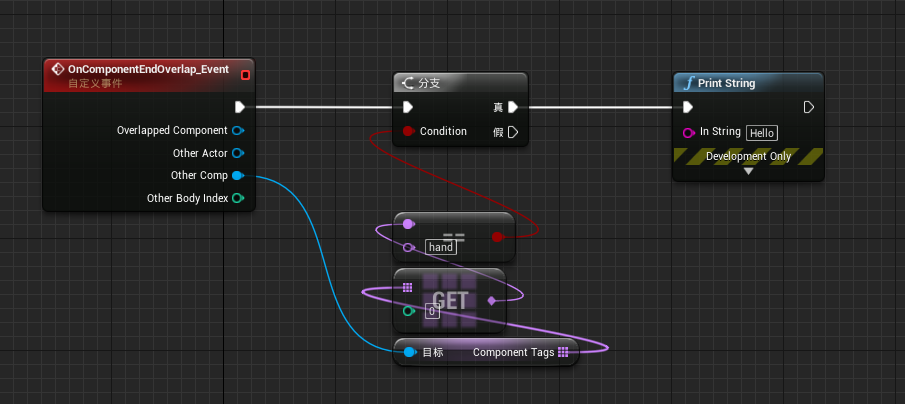 OnComponentEndOverlap_Event
自定义事件
Overlapped Component
Other Actor
Other Comp
Other Body Index
分支
真
Condition
假
Print String
In String Hello
Development Only
==
hand
GET
0
目标 Component Tags